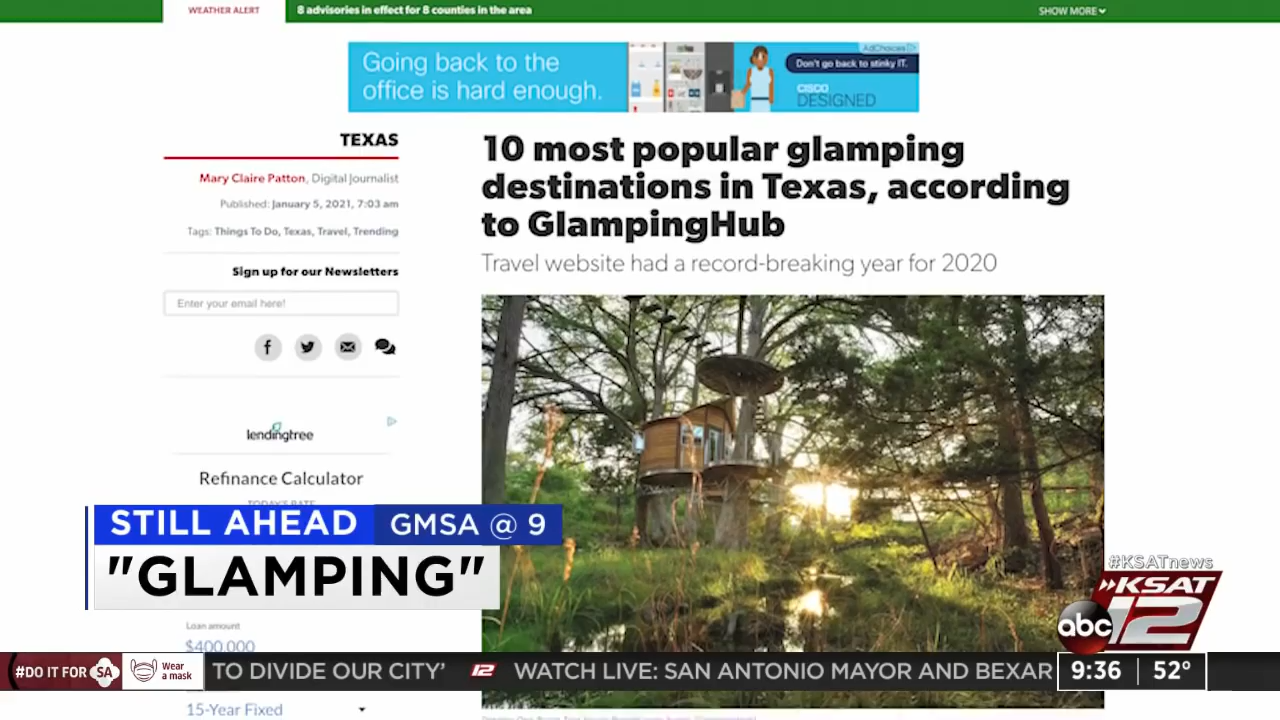 WEATHER ALERT
8 advisories in effect for 8 counties in the area
SHOW MORE
Going back to the
office is hard enough.
AdChoices
Don't go back to stinky IT.
CISCO
DESIGNED
TEXAS
Mary Claire Patton, Digital Journalist
Published: January 5, 2021, 7:03 am
Tags: Things To Do, Texas, Travel, Trending
Sign up for our Newsletters
Enter your email here!
10 most popular glamping
destinations in Texas, according
to GlampingHub
Travel website had a record-breaking year for 2020
lendingtree
Refinance Calculator
TODAY'S RATE
STILL AHEAD GMSA @ 9
"GLAMPING"
Loan amount
$400,000
#KSATnews
KSAT
abc 12
#DO IT FOR SA
Wear
a mask
TO DIVIDE OUR CITY' 12 WATCH LIVE: SAN ANTONIO MAYOR AND BEXAR
9:36 52°
15-Year Fixed